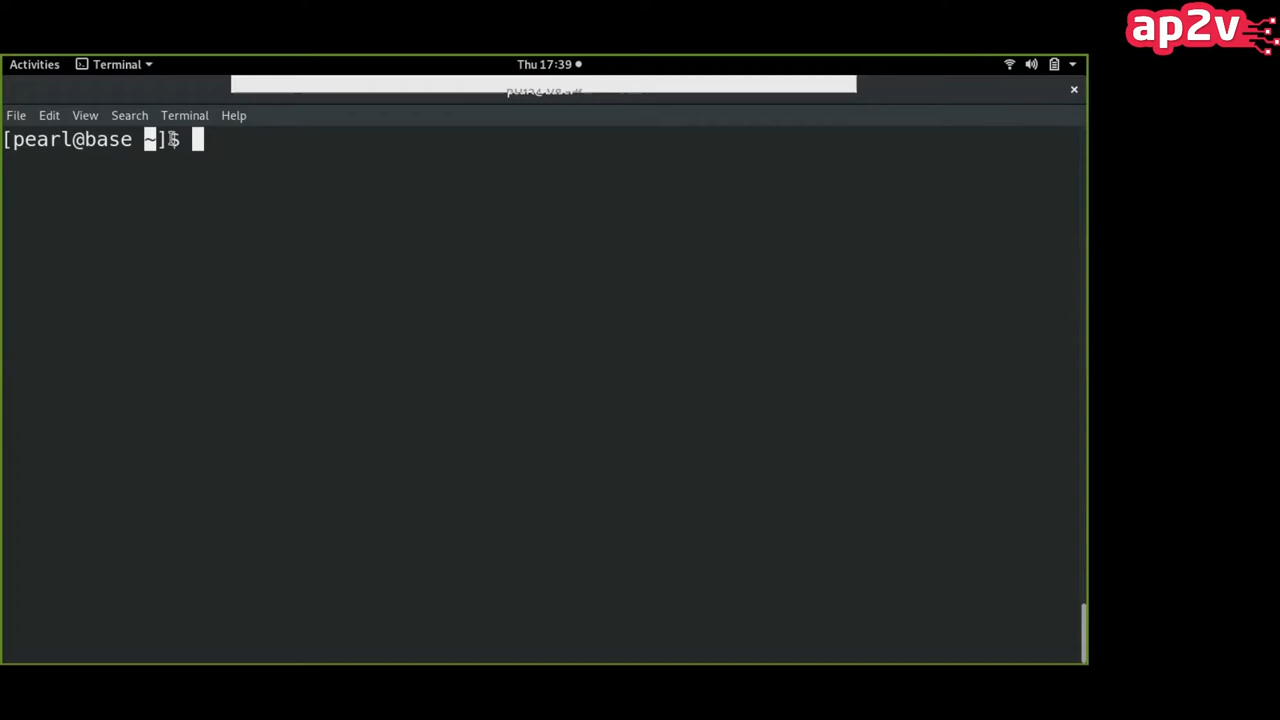 ap2v
Activities Terminal Thu 17:39
File Edit View Search Terminal Help
[pearl@base ~]$